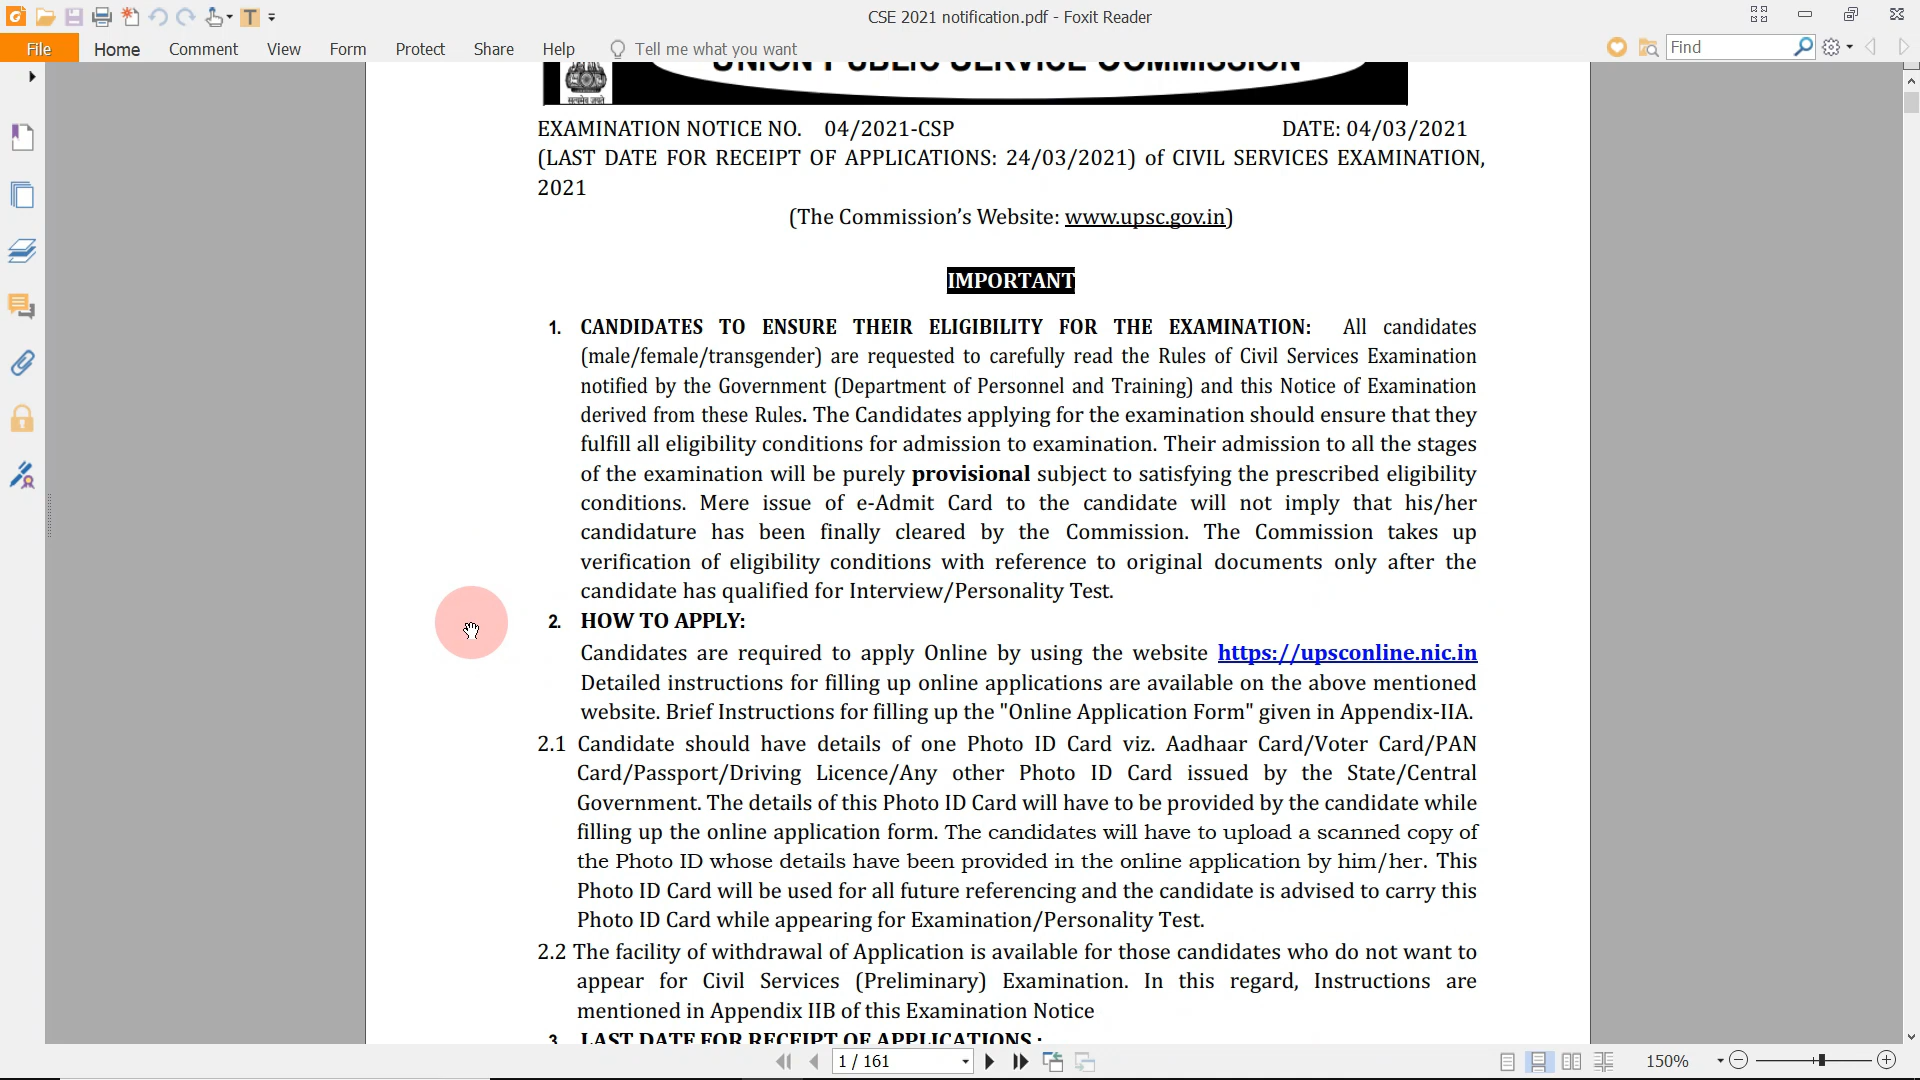 CSE 2021 notification.pdf - Foxit Reader
File Home Comment View Form Protect Share Help Tell me what you want Find
UNION PUBLIC SERVICE COMMISSION
सत्यमेव जयते
EXAMINATION NOTICE NO. 04/2021-CSP DATE: 04/03/2021
(LAST DATE FOR RECEIPT OF APPLICATIONS: 24/03/2021) of CIVIL SERVICES EXAMINATION,
2021
(The Commission’s Website: www.upsc.gov.in)
IMPORTANT
1. CANDIDATES TO ENSURE THEIR ELIGIBILITY FOR THE EXAMINATION: All candidates
(male/female/transgender) are requested to carefully read the Rules of Civil Services Examination
notified by the Government (Department of Personnel and Training) and this Notice of Examination
derived from these Rules. The Candidates applying for the examination should ensure that they
fulfill all eligibility conditions for admission to examination. Their admission to all the stages
of the examination will be purely provisional subject to satisfying the prescribed eligibility
conditions. Mere issue of e-Admit Card to the candidate will not imply that his/her
candidature has been finally cleared by the Commission. The Commission takes up
verification of eligibility conditions with reference to original documents only after the
candidate has qualified for Interview/Personality Test.
2. HOW TO APPLY:
Candidates are required to apply Online by using the website https://upsconline.nic.in
Detailed instructions for filling up online applications are available on the above mentioned
website. Brief Instructions for filling up the "Online Application Form" given in Appendix-IIA.
2.1 Candidate should have details of one Photo ID Card viz. Aadhaar Card/Voter Card/PAN
Card/Passport/Driving Licence/Any other Photo ID Card issued by the State/Central
Government. The details of this Photo ID Card will have to be provided by the candidate while
filling up the online application form. The candidates will have to upload a scanned copy of
the Photo ID whose details have been provided in the online application by him/her. This
Photo ID Card will be used for all future referencing and the candidate is advised to carry this
Photo ID Card while appearing for Examination/Personality Test.
2.2 The facility of withdrawal of Application is available for those candidates who do not want to
appear for Civil Services (Preliminary) Examination. In this regard, Instructions are
mentioned in Appendix IIB of this Examination Notice
3 LAST DATE FOR RECEIPT OF APPLICATIONS :
1 / 161 150%